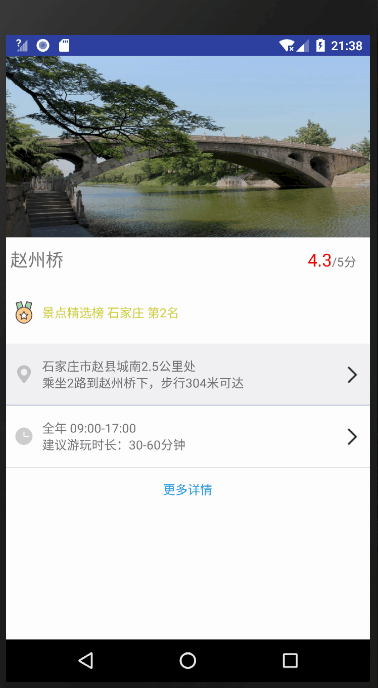 21:38
赵州桥
4.3/5分
景点精选榜 石家庄 第2名
石家庄市赵县城南2.5公里处
乘坐2路到赵州桥下，步行304米可达
全年 09:00-17:00
建议游玩时长：30-60分钟
更多详情